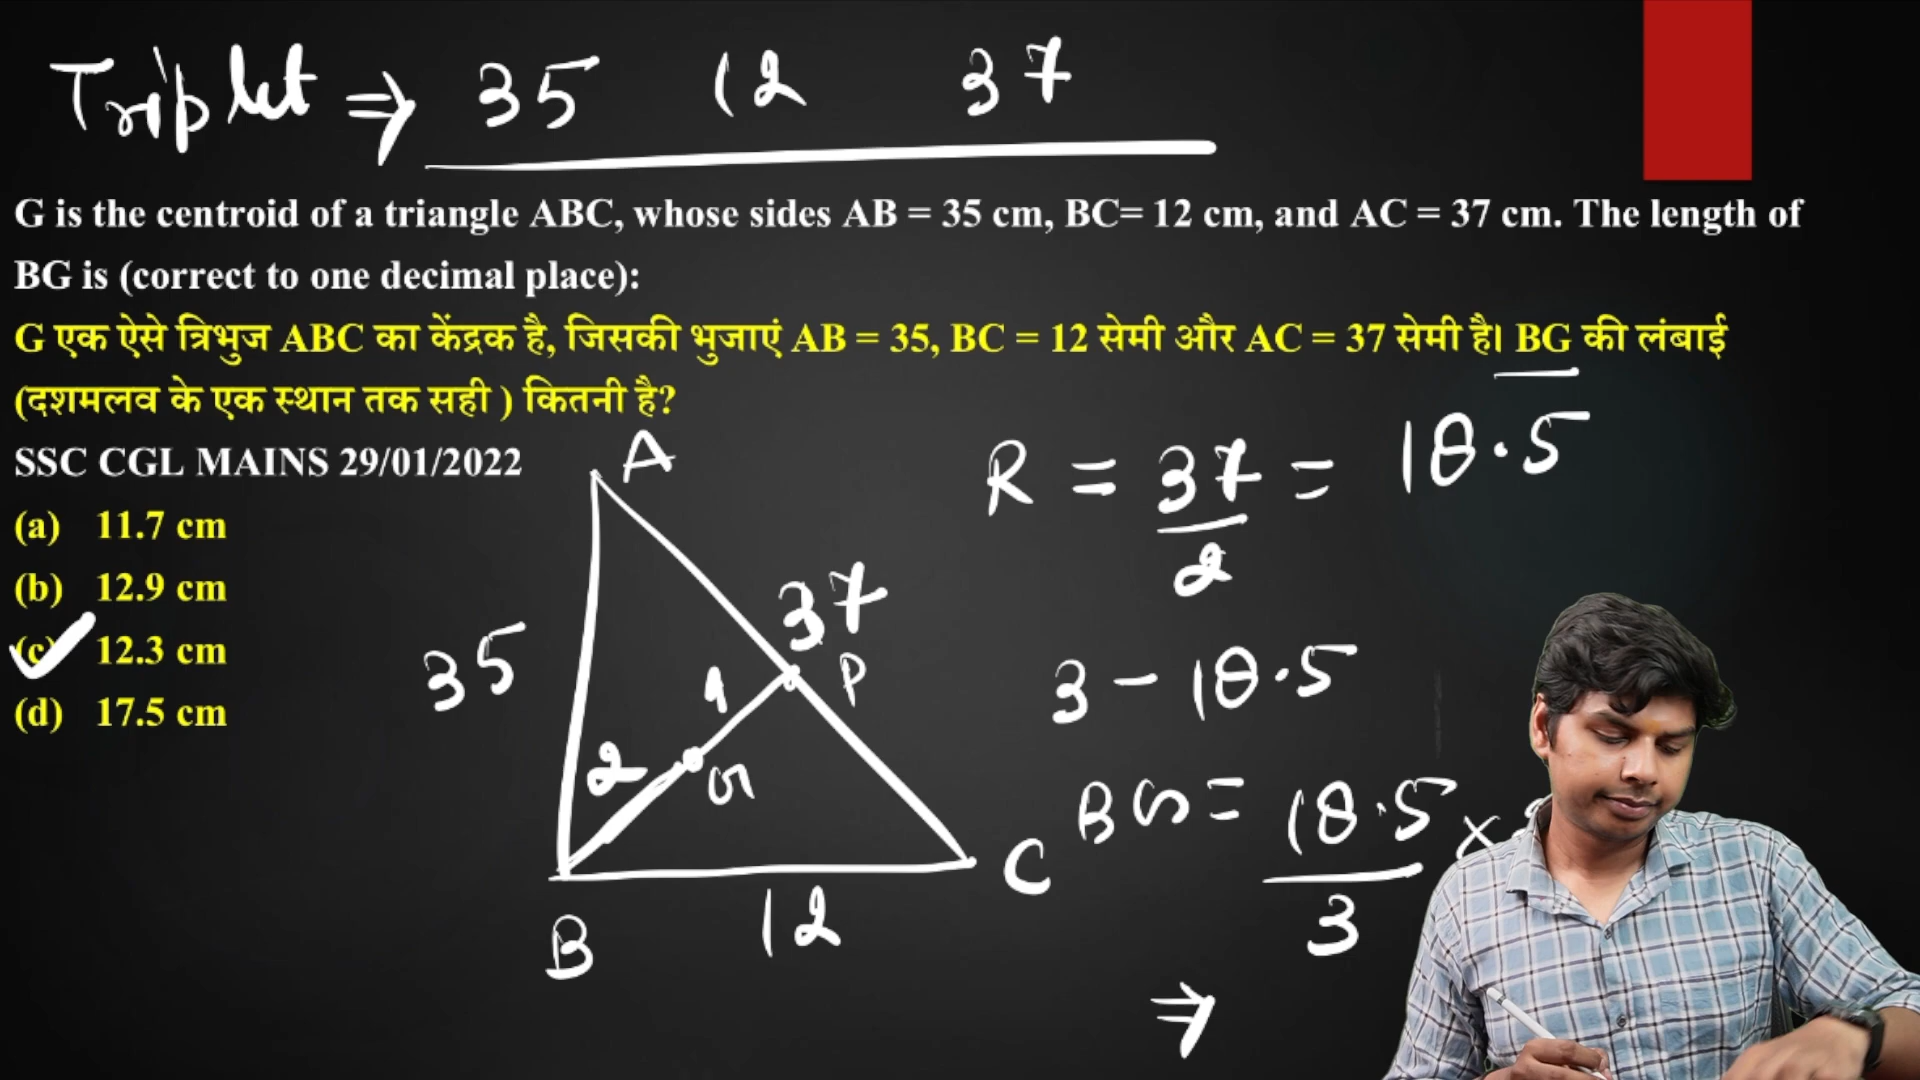 Triplet ⇒ 35 12 37
G is the centroid of a triangle ABC, whose sides AB = 35 cm, BC= 12 cm, and AC = 37 cm. The length of
BG is (correct to one decimal place):
G एक ऐसे त्रिभुज ABC का केंद्रक है, जिसकी भुजाएं AB = 35, BC = 12 सेमी और AC = 37 सेमी है। BG की लंबाई
(दशमलव के एक स्थान तक सही ) कितनी है?
SSC CGL MAINS 29/01/2022
(a) 11.7 cm
(b) 12.9 cm
(c) 12.3 cm
(d) 17.5 cm
A
35
37
P
1
2
G
B
12
C
R = 37/2 = 18.5
3 - 18.5
BG = 18.5/3 ×
⇒